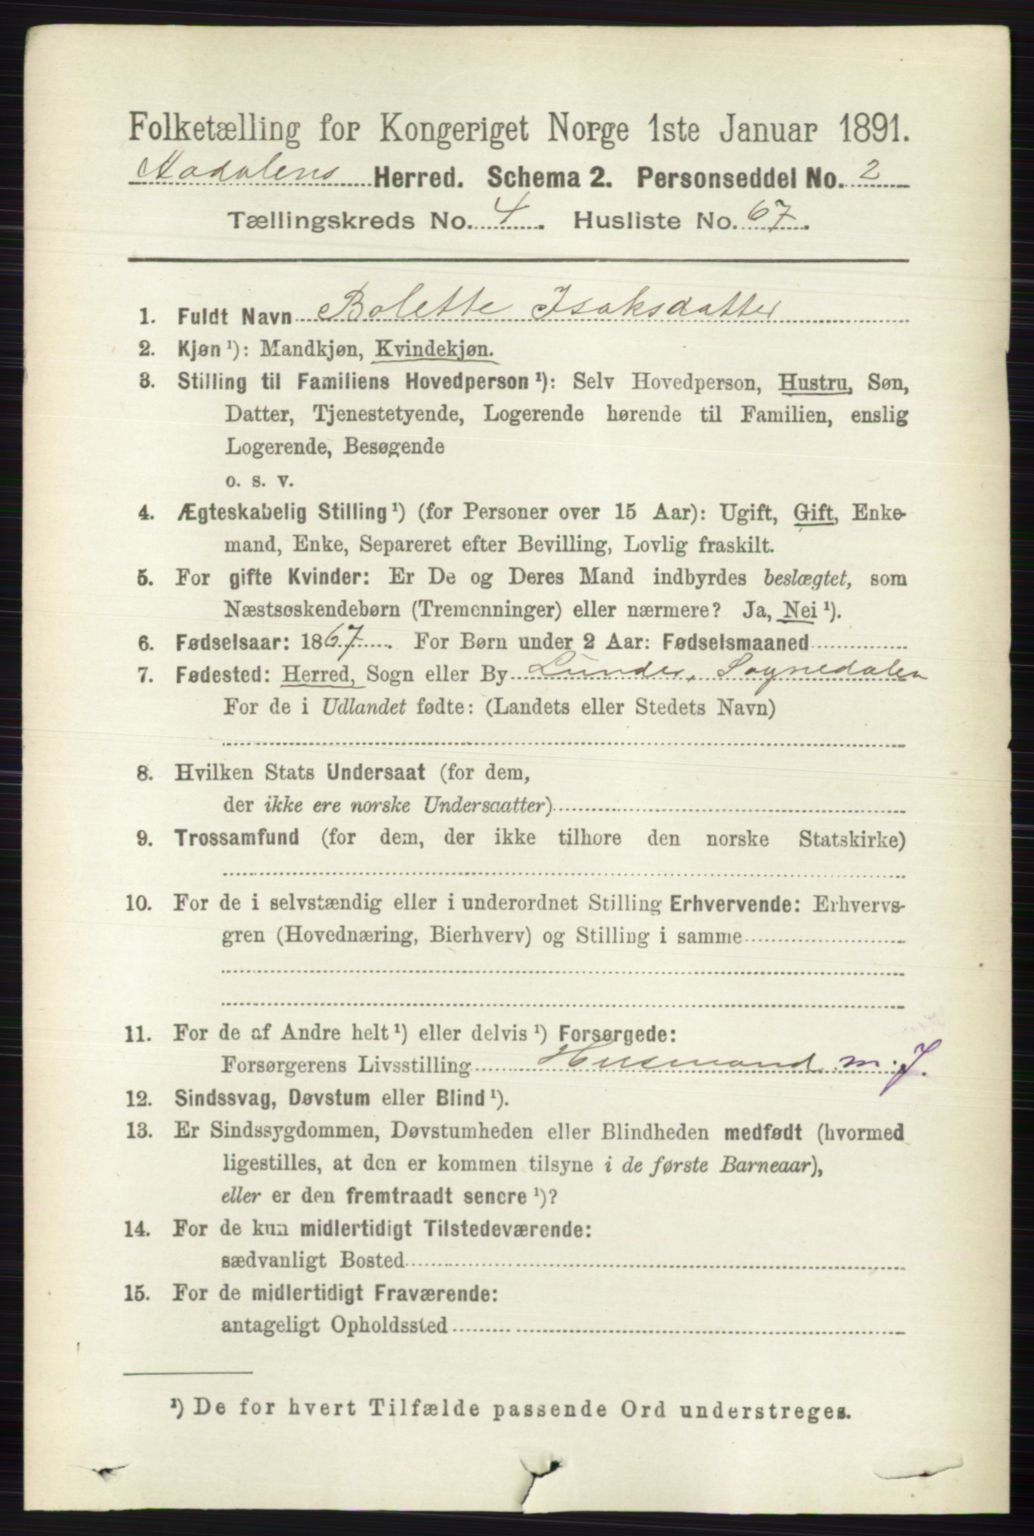 Folketælling for Kongeriget Norge 1ste Januar 1891.
Aadalens Herred. Schema 2. Personseddel No. 2
Tællingskreds No. 4. Husliste No. 67.
1. Fuldt Navn Bolette Isaksdatter
2. Kjøn ¹): Mandkjøn, Kvindekjøn.
3. Stilling til Familiens Hovedperson ¹): Selv Hovedperson, Hustru, Søn,
Datter, Tjenestetyende, Logerende hørende til Familien, enslig
Logerende, Besøgende
o. s. v.
4. Ægteskabelig Stilling ¹) (for Personer over 15 Aar): Ugift, Gift, Enke-
mand, Enke, Separeret efter Bevilling, Lovlig fraskilt.
5. For gifte Kvinder: Er De og Deres Mand indbyrdes beslægtet, som
Næstsøskendebørn (Tremenninger) eller nærmere? Ja, Nei ¹).
6. Fødselsaar: 1867. For Børn under 2 Aar: Fødselsmaaned
7. Fødested: Herred, Sogn eller By Lunder, Sognedalen
For de i Udlandet fødte: (Landets eller Stedets Navn)
8. Hvilken Stats Undersaat (for dem,
der ikke ere norske Undersaatter)
9. Trossamfund (for dem, der ikke tilhøre den norske Statskirke)
10. For de i selvstændig eller i underordnet Stilling Erhvervende: Erhvervs-
gren (Hovednæring, Bierhverv) og Stilling i samme
11. For de af Andre helt ¹) eller delvis ¹) Forsørgede:
Forsørgerens Livsstilling Husmand m. J.
12. Sindssvag, Døvstum eller Blind ¹).
13. Er Sindssygdommen, Døvstumheden eller Blindheden medfødt (hvormed
ligestilles, at den er kommen tilsyne i de første Barneaar),
eller er den fremtraadt senere ¹)?
14. For de kun midlertidigt Tilstedeværende:
sædvanligt Bosted
15. For de midlertidigt Fraværende:
antageligt Opholdssted
¹) De for hvert Tilfælde passende Ord understreges.